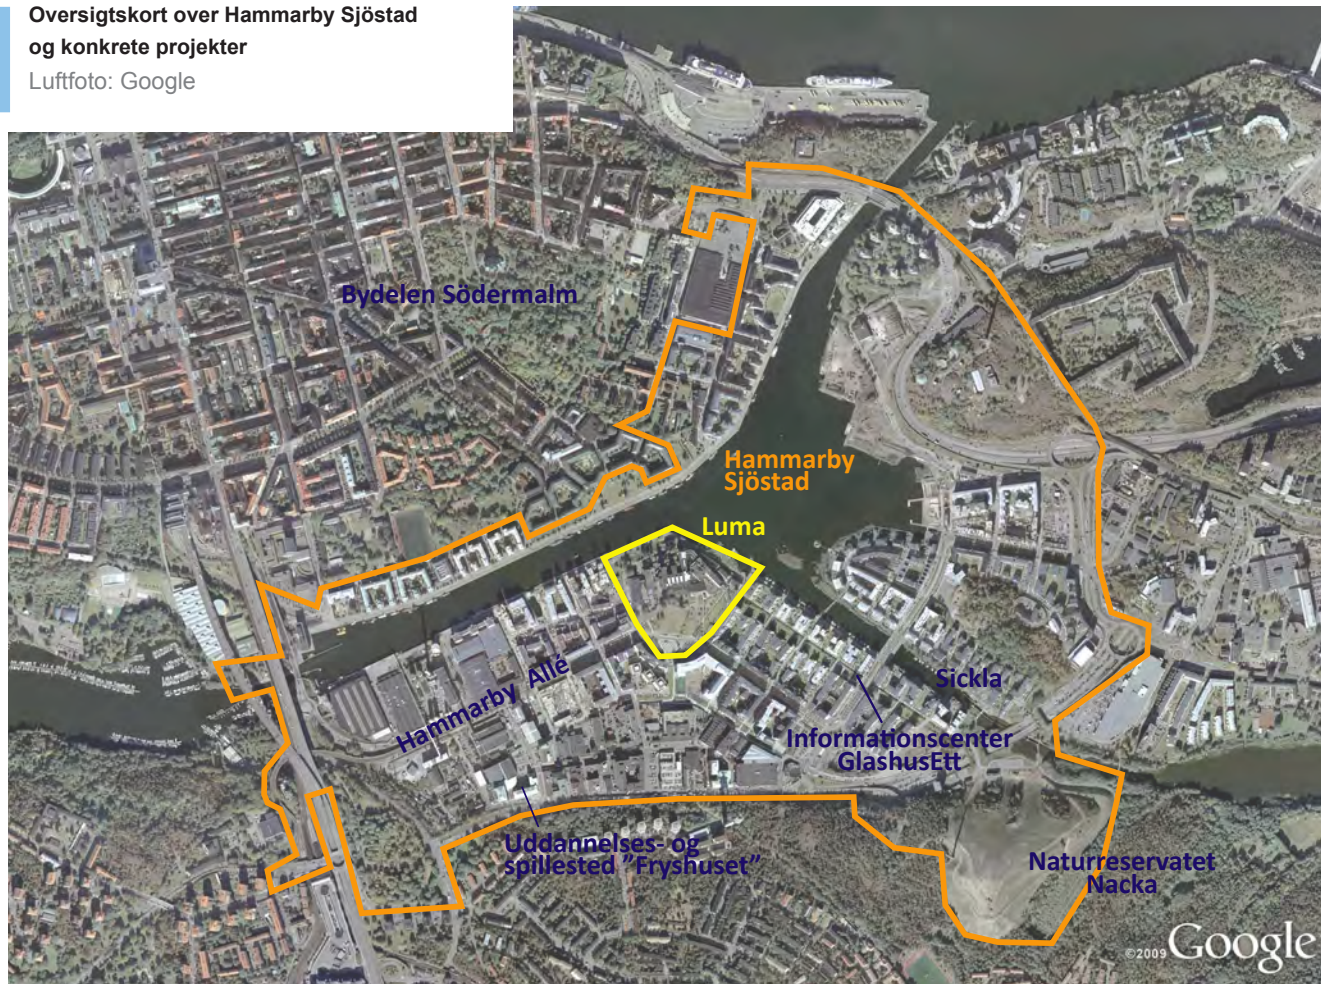 Oversigtskort over Hammarby Sjöstad
og konkrete projekter
Luftfoto: Google
Bydelen Södermalm
Hammarby
Sjöstad
Luma
Hammarby Allé
Sickla
Informationscenter
GlashusEtt
Uddannelses- og
spillested ”Fryshuset”
Naturreservatet
Nacka
©2009 Google